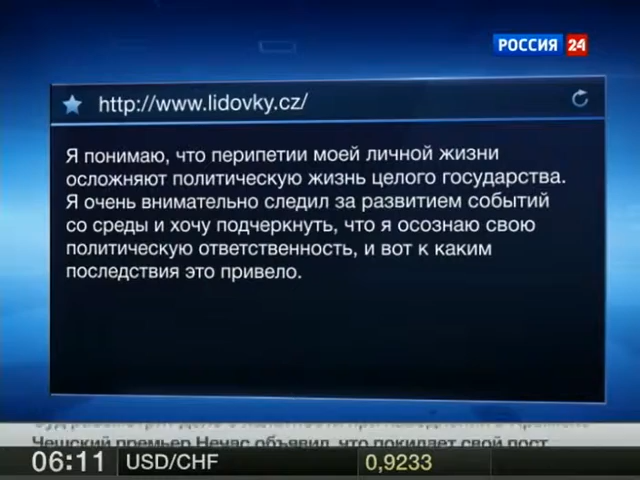 РОССИЯ 24
http://www.lidovky.cz/
Я понимаю, что перипетии моей личной жизни
осложняют политическую жизнь целого государства.
Я очень внимательно следил за развитием событий
со среды и хочу подчеркнуть, что я осознаю свою
политическую ответственность, и вот к каким
последствия это привело.
Чешский премьер Нечас объявил, что покидает свой пост
06:11 USD/CHF 0,9233